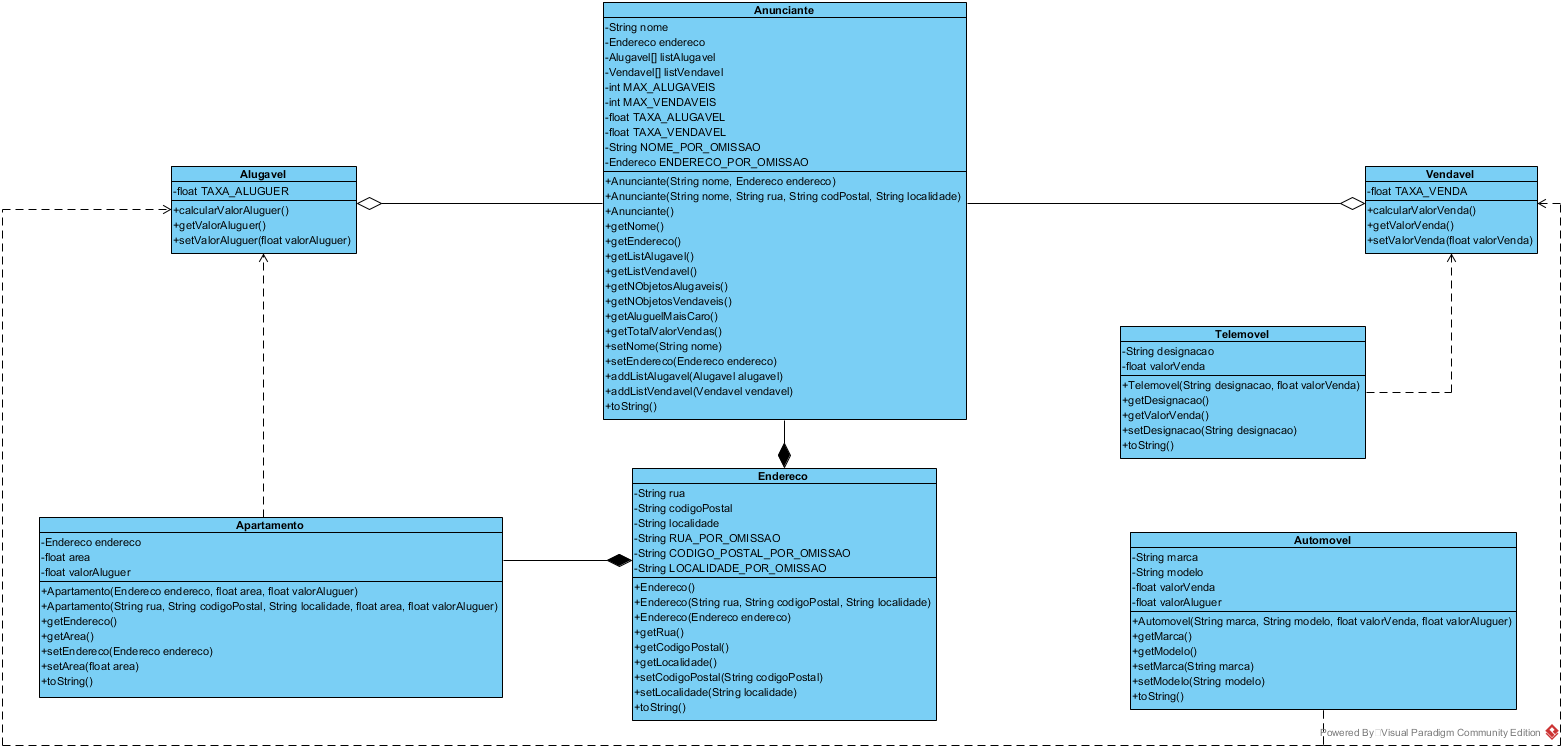 Anunciante
-String nome
-Endereco endereco
-Alugavel[] listAlugavel
-Vendavel[] listVendavel
-int MAX_ALUGAVEIS
-int MAX_VENDAVEIS
-float TAXA_ALUGAVEL
-float TAXA_VENDAVEL
-String NOME_POR_OMISSAO
-Endereco ENDERECO_POR_OMISSAO
+Anunciante(String nome, Endereco endereco)
+Anunciante(String nome, String rua, String codPostal, String localidade)
+Anunciante()
+getNome()
+getEndereco()
+getListAlugavel()
+getListVendavel()
+getNObjetosAlugaveis()
+getNObjetosVendaveis()
+getAluguelMaisCaro()
+getTotalValorVendas()
+setNome(String nome)
+setEndereco(Endereco endereco)
+addListAlugavel(Alugavel alugavel)
+addListVendavel(Vendavel vendavel)
+toString()
Alugavel
-float TAXA_ALUGUER
+calcularValorAluguer()
+getValorAluguer()
+setValorAluguer(float valorAluguer)
Vendavel
-float TAXA_VENDA
+calcularValorVenda()
+getValorVenda()
+setValorVenda(float valorVenda)
Telemovel
-String designacao
-float valorVenda
+Telemovel(String designacao, float valorVenda)
+getDesignacao()
+getValorVenda()
+setDesignacao(String designacao)
+toString()
Apartamento
-Endereco endereco
-float area
-float valorAluguer
+Apartamento(Endereco endereco, float area, float valorAluguer)
+Apartamento(String rua, String codigoPostal, String localidade, float area, float valorAluguer)
+getEndereco()
+getArea()
+setEndereco(Endereco endereco)
+setArea(float area)
+toString()
Endereco
-String rua
-String codigoPostal
-String localidade
-String RUA_POR_OMISSAO
-String CODIGO_POSTAL_POR_OMISSAO
-String LOCALIDADE_POR_OMISSAO
+Endereco()
+Endereco(String rua, String codigoPostal, String localidade)
+Endereco(Endereco endereco)
+getRua()
+getCodigoPostal()
+getLocalidade()
+setCodigoPostal(String codigoPostal)
+setLocalidade(String localidade)
+toString()
Automovel
-String marca
-String modelo
-float valorVenda
-float valorAluguer
+Automovel(String marca, String modelo, float valorVenda, float valorAluguer)
+getMarca()
+getModelo()
+setMarca(String marca)
+setModelo(String modelo)
+toString()
Powered By Visual Paradigm Community Edition